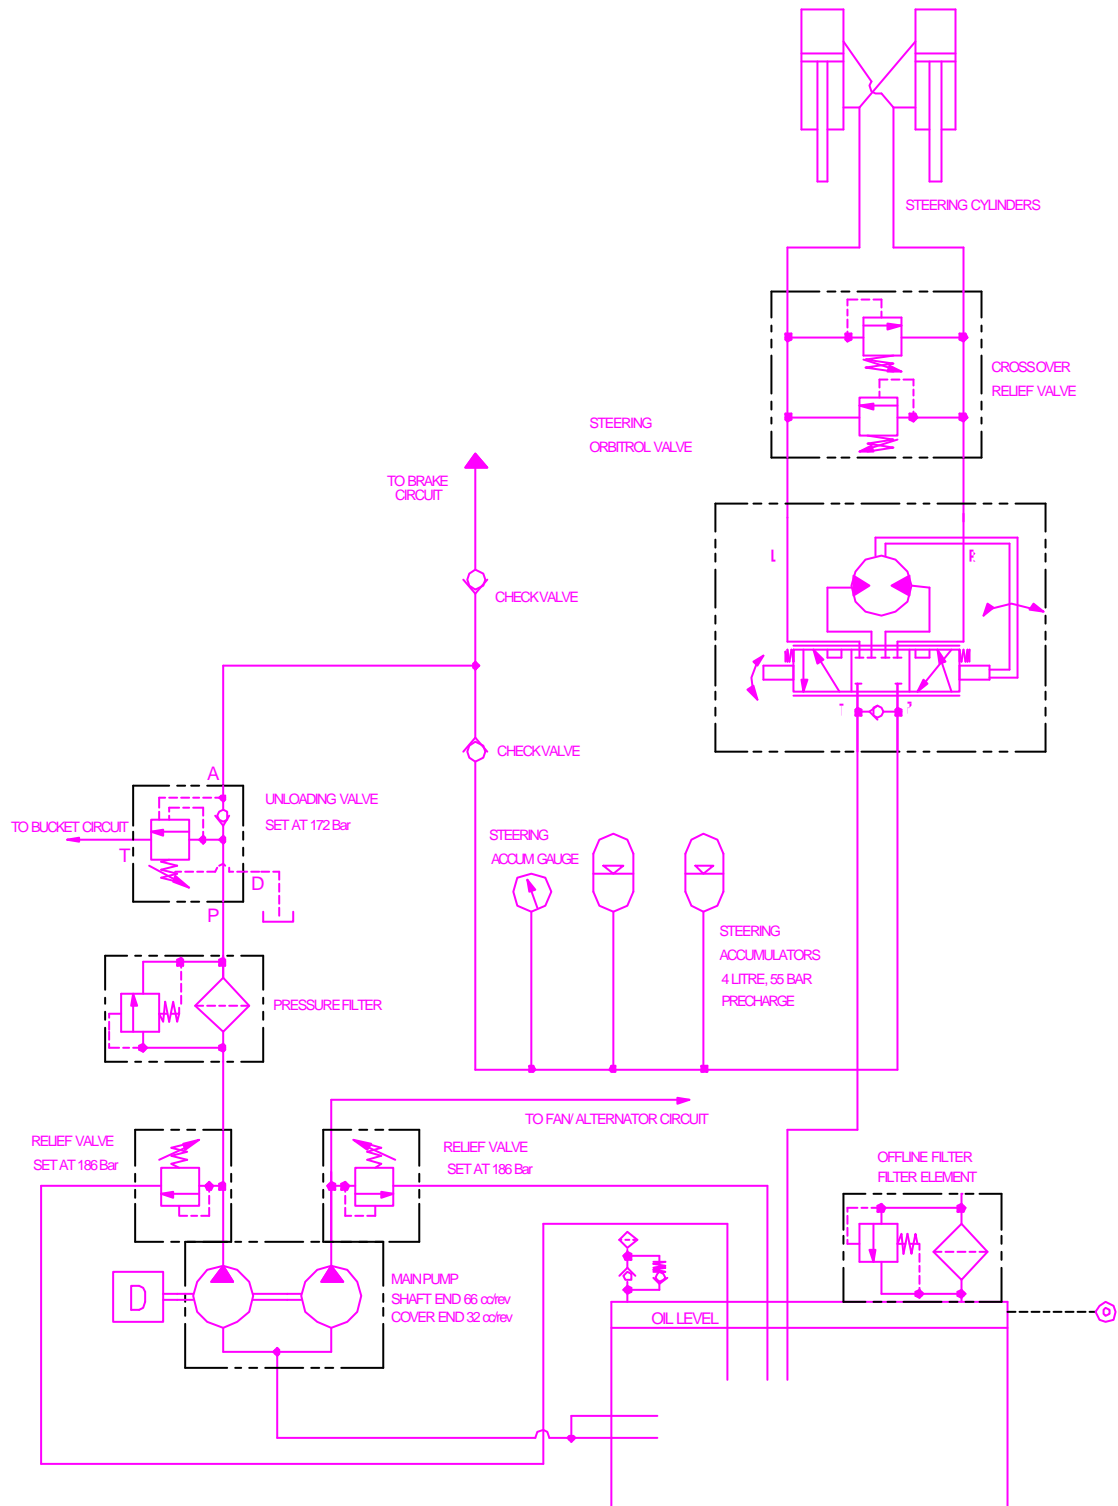 STEERING CYLINDERS
CROSSOVER
RELIEF VALVE
STEERING
ORBITROL VALVE
TO BRAKE
CIRCUIT
L
R
CHECK VALVE
T
P
CHECK VALVE
A
UNLOADING VALVE
SET AT 172 Bar
TO BUCKET CIRCUIT
T
D
P
STEERING
ACCUM GAUGE
STEERING
ACCUMULATORS
4 LITRE, 55 BAR
PRECHARGE
PRESSURE FILTER
TO FAN/ ALTERNATOR CIRCUIT
RELIEF VALVE
SET AT 186 Bar
RELIEF VALVE
SET AT 186 Bar
OFFLINE FILTER
FILTER ELEMENT
D
MAIN PUMP
SHAFT END 66 cc/rev
COVER END 32 cc/rev
OIL LEVEL